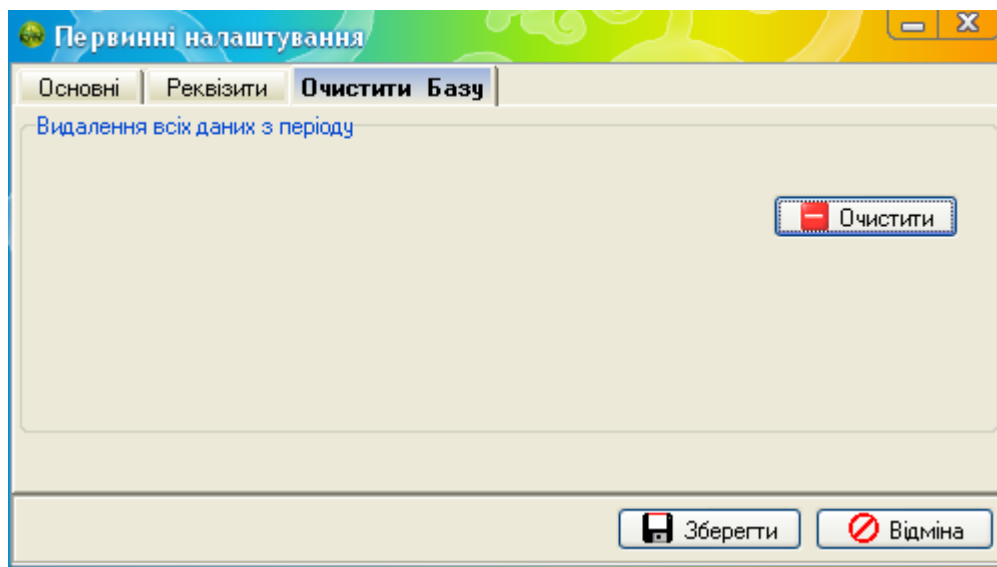 Первинні налаштування
Основні Реквізити Очистити Базу
Видалення всіх даних з періоду
Очистити
Зберегти Відміна